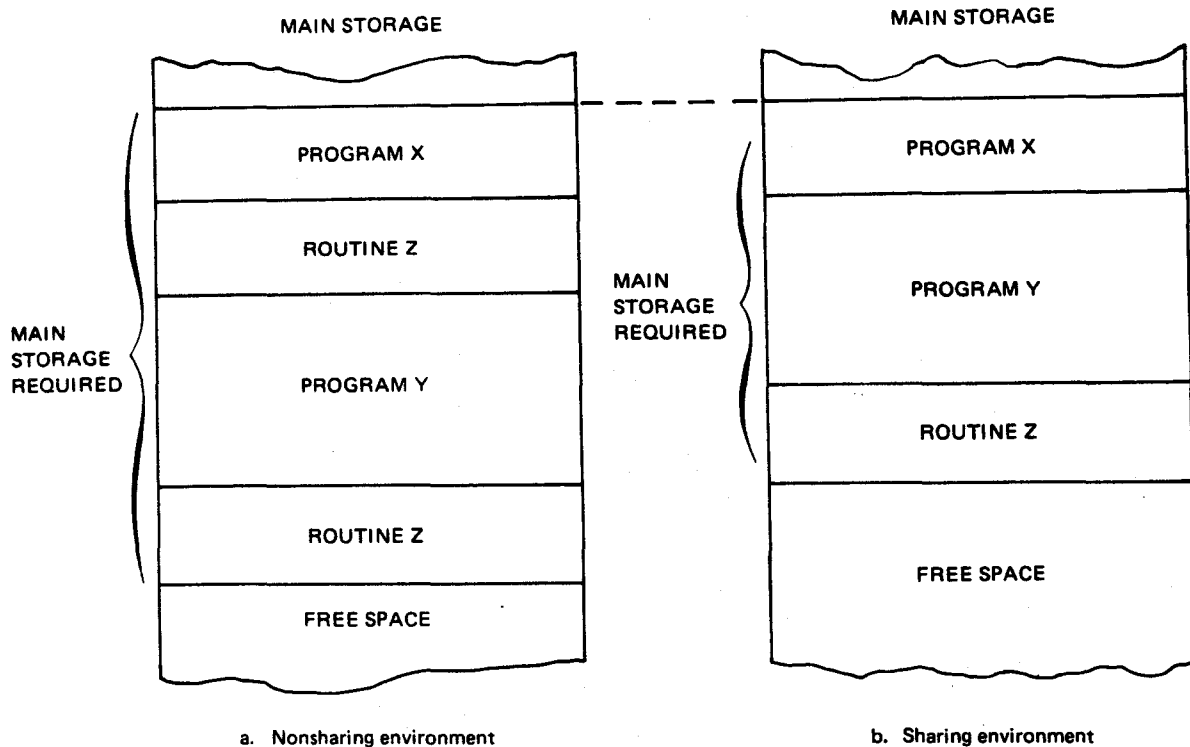 MAIN STORAGE
PROGRAM X
ROUTINE Z
MAIN
STORAGE
REQUIRED
PROGRAM Y
ROUTINE Z
FREE SPACE
a. Nonsharing environment
MAIN STORAGE
PROGRAM X
MAIN
STORAGE
REQUIRED
PROGRAM Y
ROUTINE Z
FREE SPACE
b. Sharing environment